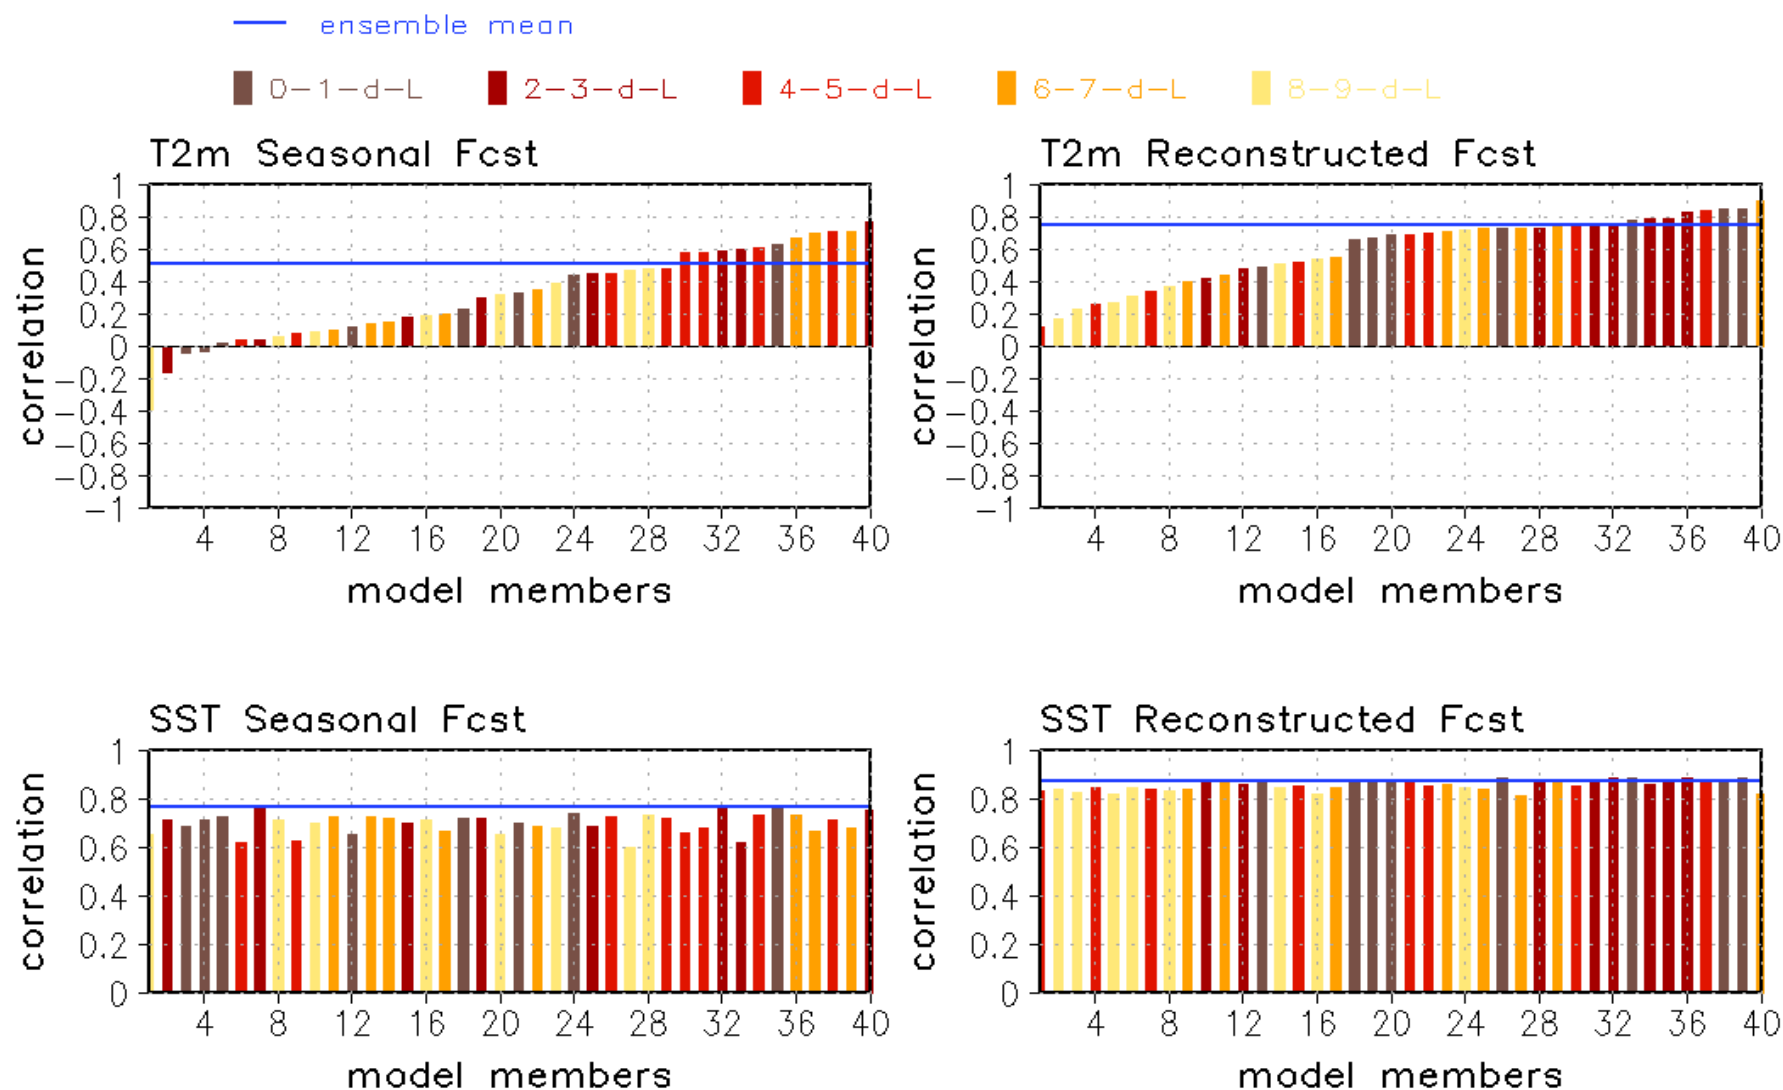 ensemble mean
0-1-d-L 2-3-d-L 4-5-d-L 6-7-d-L 8-9-d-L
T2m Seasonal Fcst
correlation
1
0.8
0.6
0.4
0.2
0
-0.2
-0.4
-0.6
-0.8
-1
4 8 12 16 20 24 28 32 36 40
model members
T2m Reconstructed Fcst
correlation
1
0.8
0.6
0.4
0.2
0
-0.2
-0.4
-0.6
-0.8
-1
4 8 12 16 20 24 28 32 36 40
model members
SST Seasonal Fcst
correlation
1
0.8
0.6
0.4
0.2
0
4 8 12 16 20 24 28 32 36 40
model members
SST Reconstructed Fcst
correlation
1
0.8
0.6
0.4
0.2
0
4 8 12 16 20 24 28 32 36 40
model members